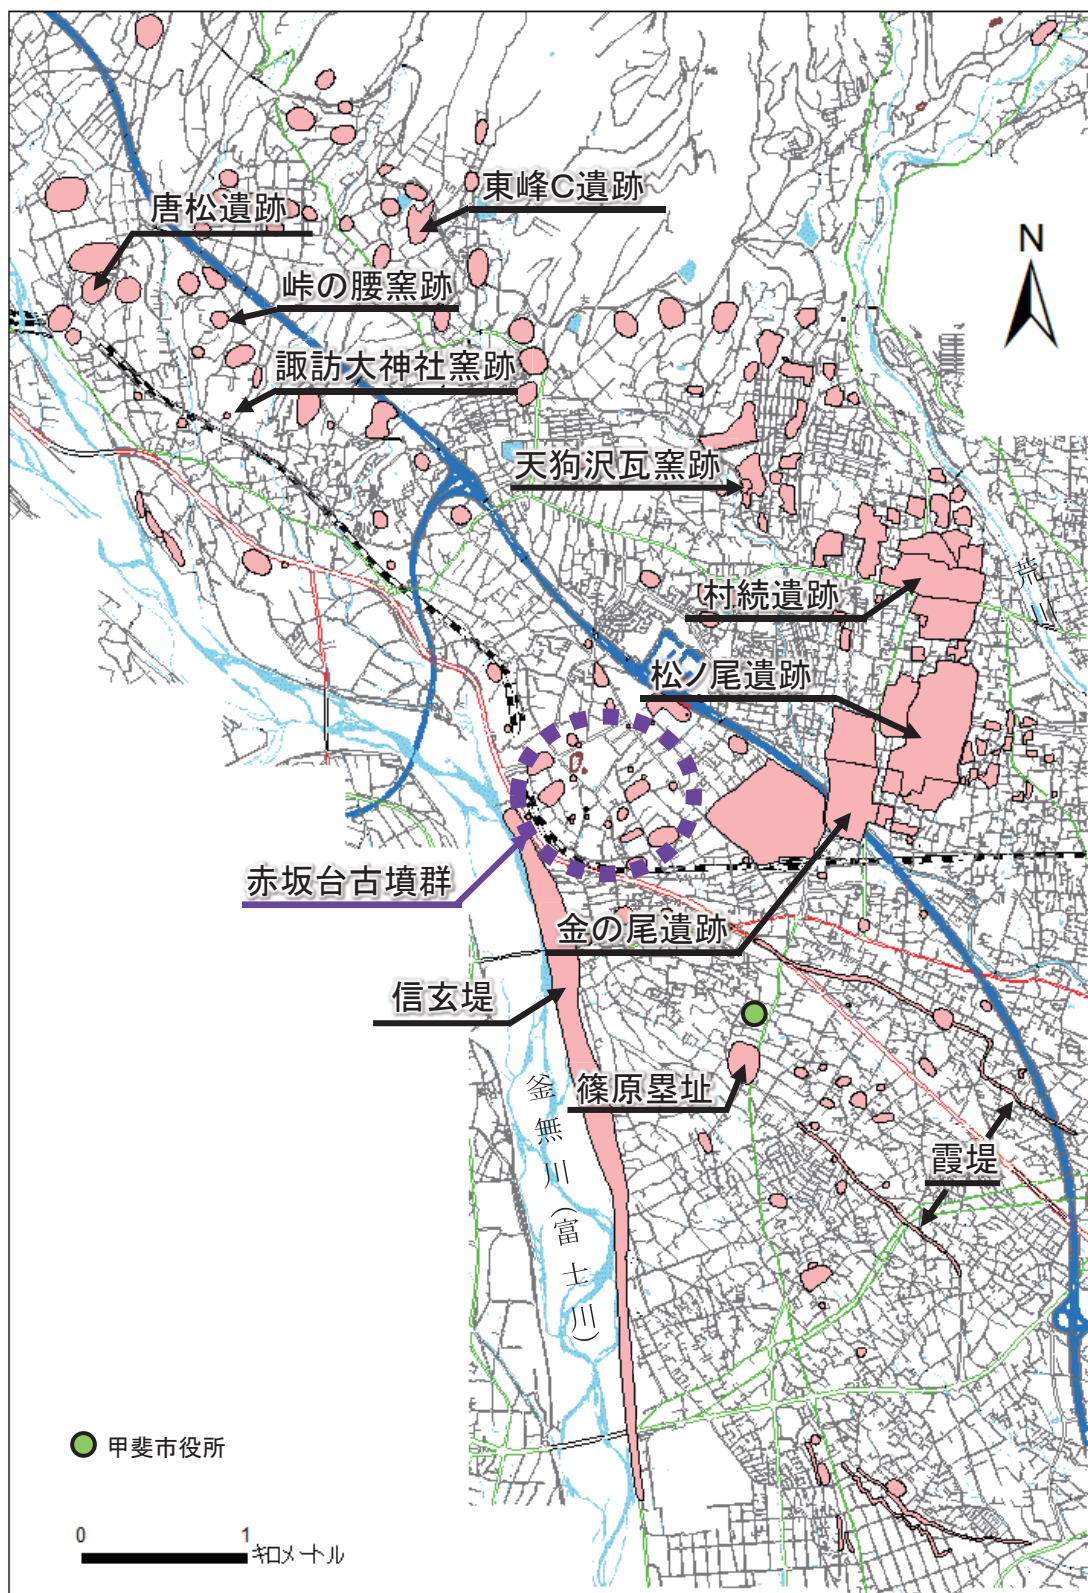 東峰C遺跡
唐松遺跡
N
峠の腰窯跡
諏訪大神社窯跡
天狗沢瓦窯跡
荒川
村続遺跡
松ノ尾遺跡
赤坂台古墳群
金の尾遺跡
信玄堤
篠原塁址
釜無川(富士川)
霞堤
甲斐市役所
0 1
キロメートル